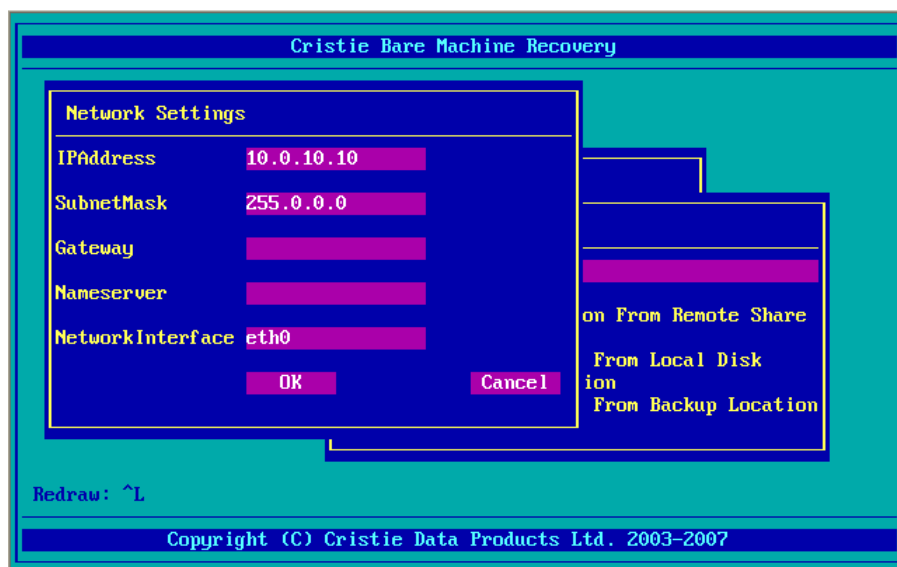 Cristie Bare Machine Recovery
Network Settings
IPAddress 10.0.10.10
SubnetMask 255.0.0.0
Gateway
Nameserver
NetworkInterface eth0
OK Cancel
on From Remote Share
From Local Disk
ion
From Backup Location
Redraw: ^L
Copyright (C) Cristie Data Products Ltd. 2003-2007